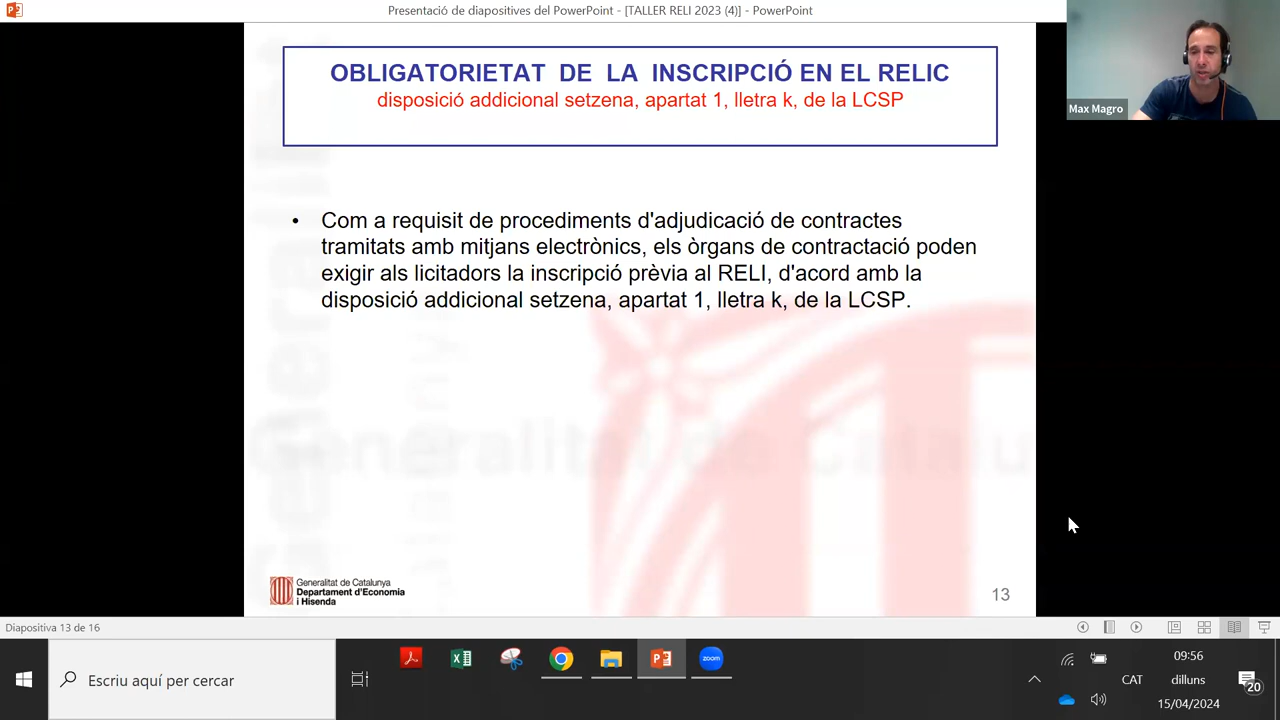 Presentació de diapositives del PowerPoint - [TALLER RELI 2023 (4)] - PowerPoint
Max Magro
OBLIGATORIETAT DE LA INSCRIPCIÓ EN EL RELIC
disposició addicional setzena, apartat 1, lletra k, de la LCSP
• Com a requisit de procediments d'adjudicació de contractes
tramitats amb mitjans electrònics, els òrgans de contractació poden
exigir als licitadors la inscripció prèvia al RELI, d'acord amb la
disposició addicional setzena, apartat 1, lletra k, de la LCSP.
Generalitat de Catalu
Generalitat de Catalunya
Departament d'Economia
i Hisenda
13
Diapositiva 13 de 16
Escriu aquí per cercar
zoom
CAT
09:56
dilluns
15/04/2024
20